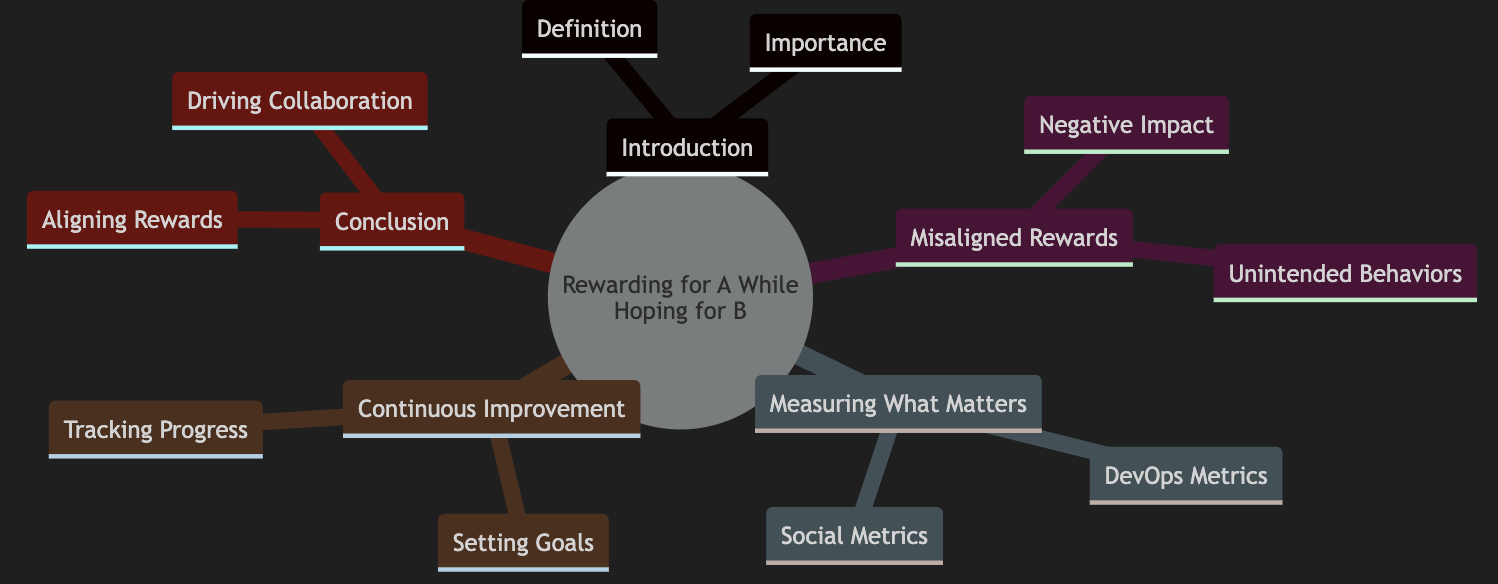 Definition
Importance
Driving Collaboration
Negative Impact
Introduction
Aligning Rewards
Conclusion
Misaligned Rewards
Unintended Behaviors
Rewarding for A While
Hoping for B
Continuous Improvement
Measuring What Matters
Tracking Progress
DevOps Metrics
Setting Goals
Social Metrics